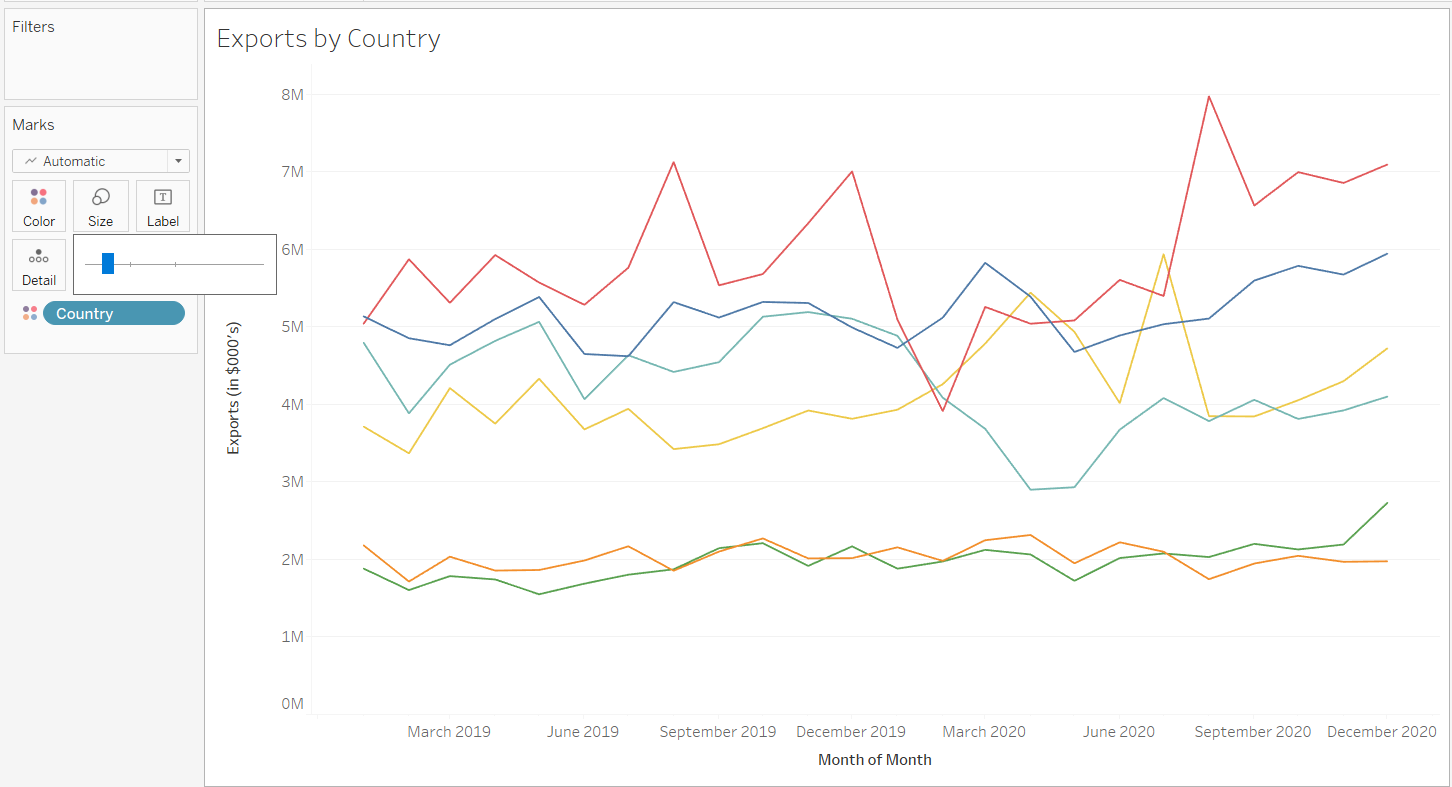 Filters
Marks
Automatic
Color
Size
Label
Detail
Country
Exports by Country
8M
7M
6M
5M
4M
3M
2M
1M
0M
Exports (in $000's)
March 2019
June 2019
September 2019
December 2019
March 2020
June 2020
September 2020
December 2020
Month of Month